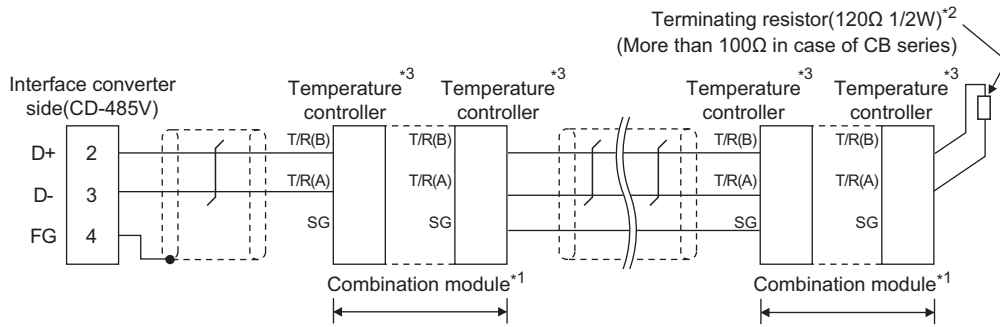 Terminating resistor(120Ω 1/2W)*2
(More than 100Ω in case of CB series)
Interface converter
side(CD-485V)
Temperature*3
controller
Temperature*3
controller
Temperature*3
controller
Temperature*3
controller
D+ 2 T/R(B) T/R(B) T/R(B) T/R(B)
D- 3 T/R(A) T/R(A) T/R(A) T/R(A)
FG 4 SG SG SG SG
Combination module*1
Combination module*1